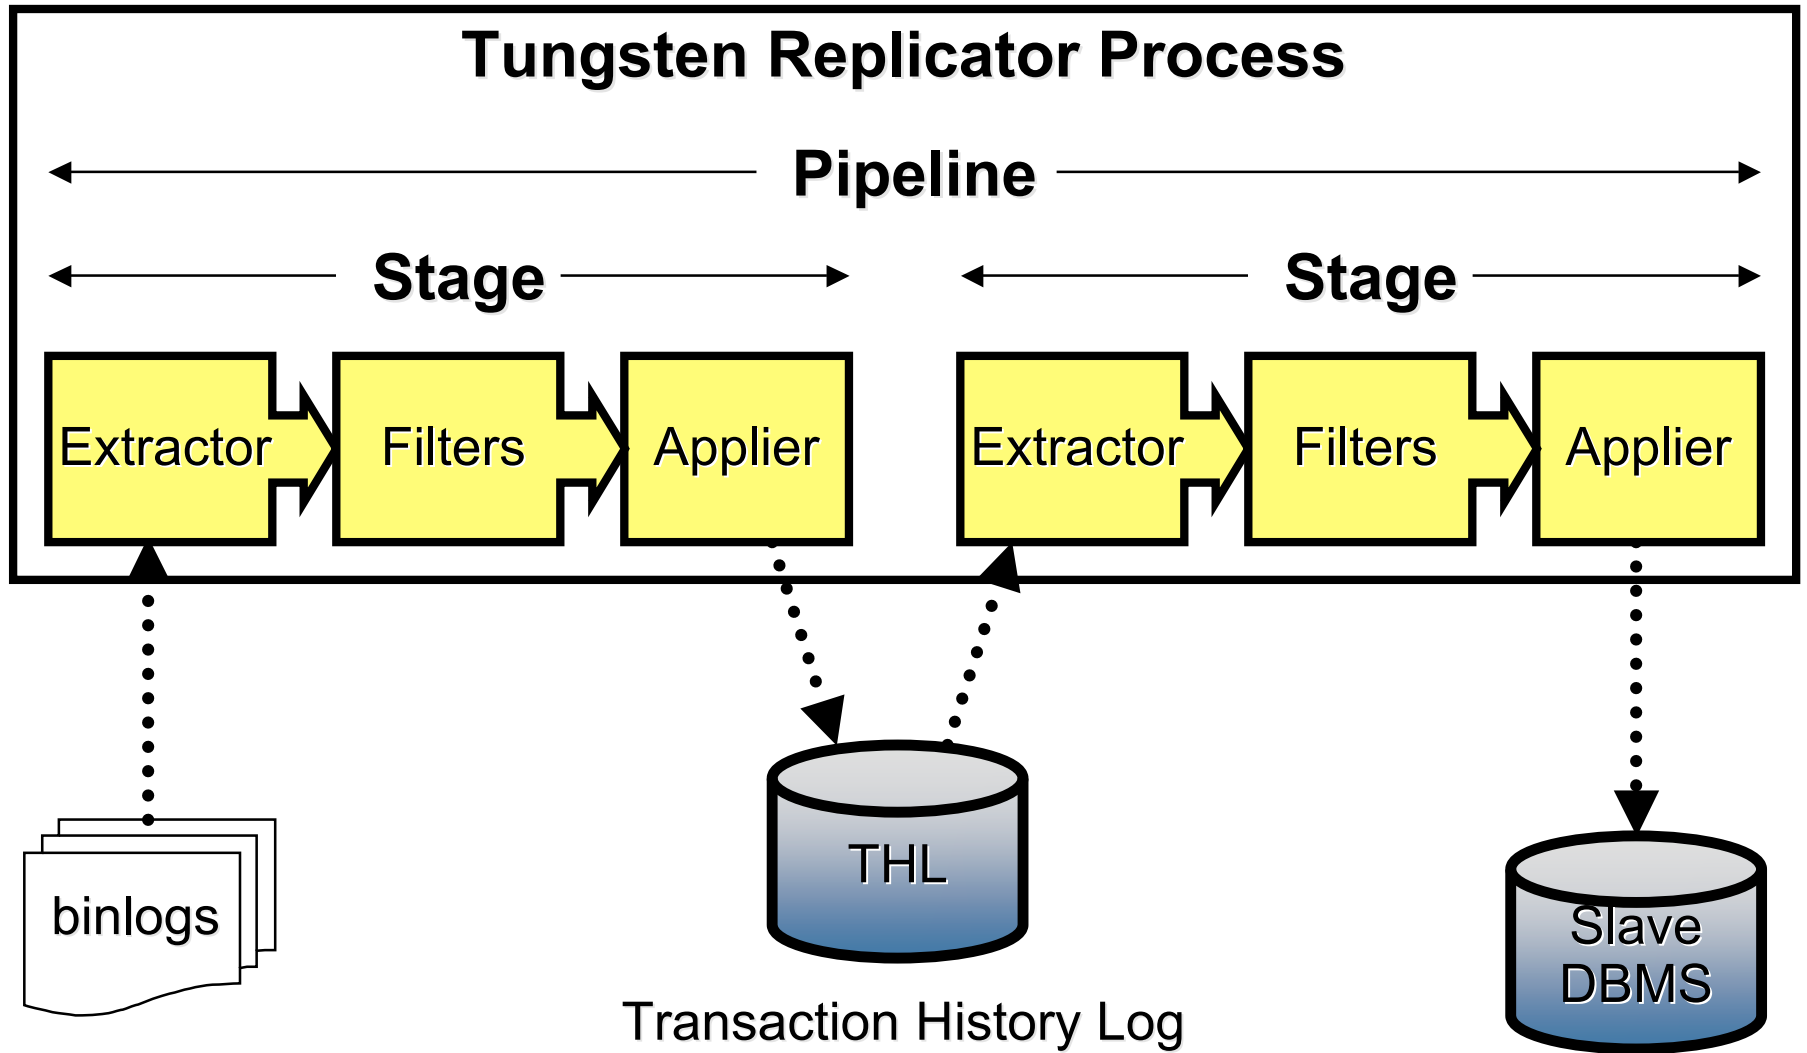 Tungsten Replicator Process
Pipeline
Stage
Stage
Extractor
Filters
Applier
Extractor
Filters
Applier
binlogs
THL
Transaction History Log
Slave
DBMS